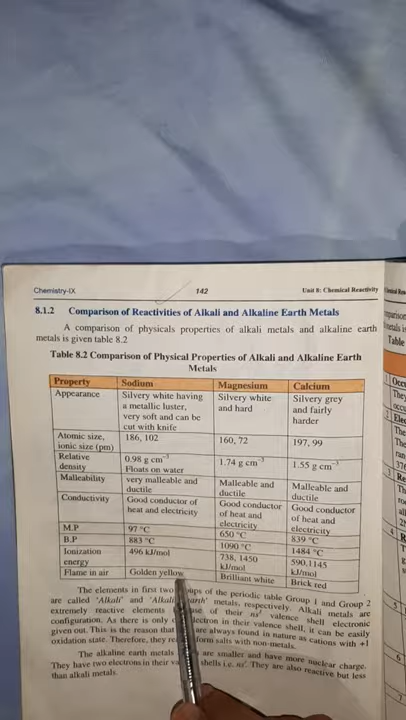 Chemistry-IX 142 Unit 8: Chemical Reactivity
8.1.2 Comparison of Reactivities of Alkali and Alkaline Earth Metals
A comparison of physicals properties of alkali metals and alkaline earth
metals is given table 8.2
Table 8.2 Comparison of Physical Properties of Alkali and Alkaline Earth
Metals
Property Sodium Magnesium Calcium
Appearance Silvery white having Silvery white Silvery grey
a metallic luster, and hard and fairly
very soft and can be harder
cut with knife
Atomic size, 186, 102 160, 72 197, 99
ionic size (pm)
Relative 0.98 g cm⁻³ 1.74 g cm⁻³ 1.55 g cm⁻³
density Floats on water
Malleability very malleable and Malleable and Malleable and
ductile ductile ductile
Conductivity Good conductor of Good conductor Good conductor
heat and electricity of heat and of heat and
electricity electricity
M.P 97 °C 650 °C 839 °C
B.P 883 °C 1090 °C 1484 °C
Ionization 496 kJ/mol 738, 1450 590,1145
energy kJ/mol kJ/mol
Flame in air Golden yellow Brilliant white Brick red
The elements in first two of the periodic table Group 1 and Group 2
are called 'Alkali' and 'Alkali metals, respectively. Alkali metals are
extremely reactive elements of their ns¹ valence shell electronic
configuration. As there is only in their valence shell, it can be easily
given out. This is the reason that are always found in nature as cations with +1
oxidation state. Therefore, they form salts with non-metals.
The alkaline earth metals are smaller and have more nuclear charge.
They have two electrons in their shells i.e. ns². They are also reactive but less
than alkali metals.
Table